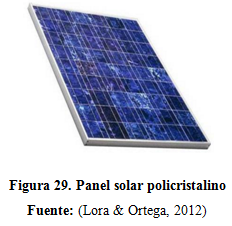 Figura 29. Panel solar policristalino
Fuente: (Lora & Ortega, 2012)